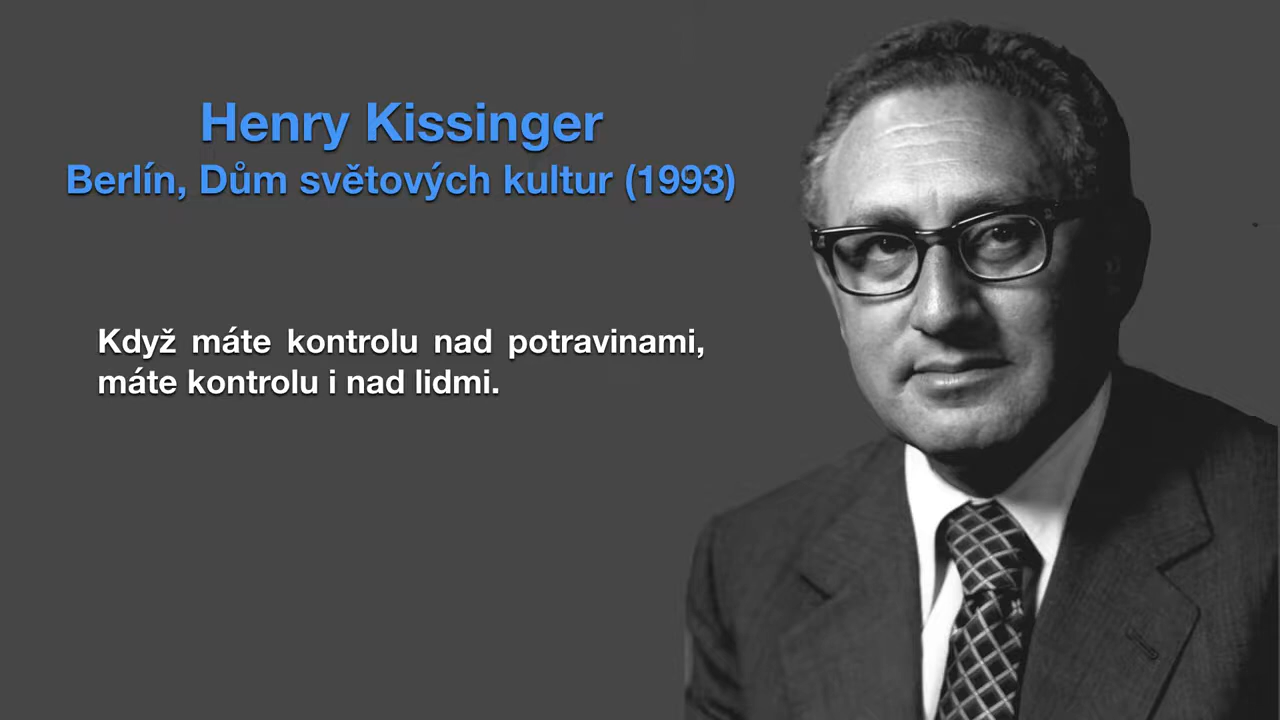 Henry Kissinger
Berlín, Dům světových kultur (1993)
Když máte kontrolu nad potravinami,
máte kontrolu i nad lidmi.